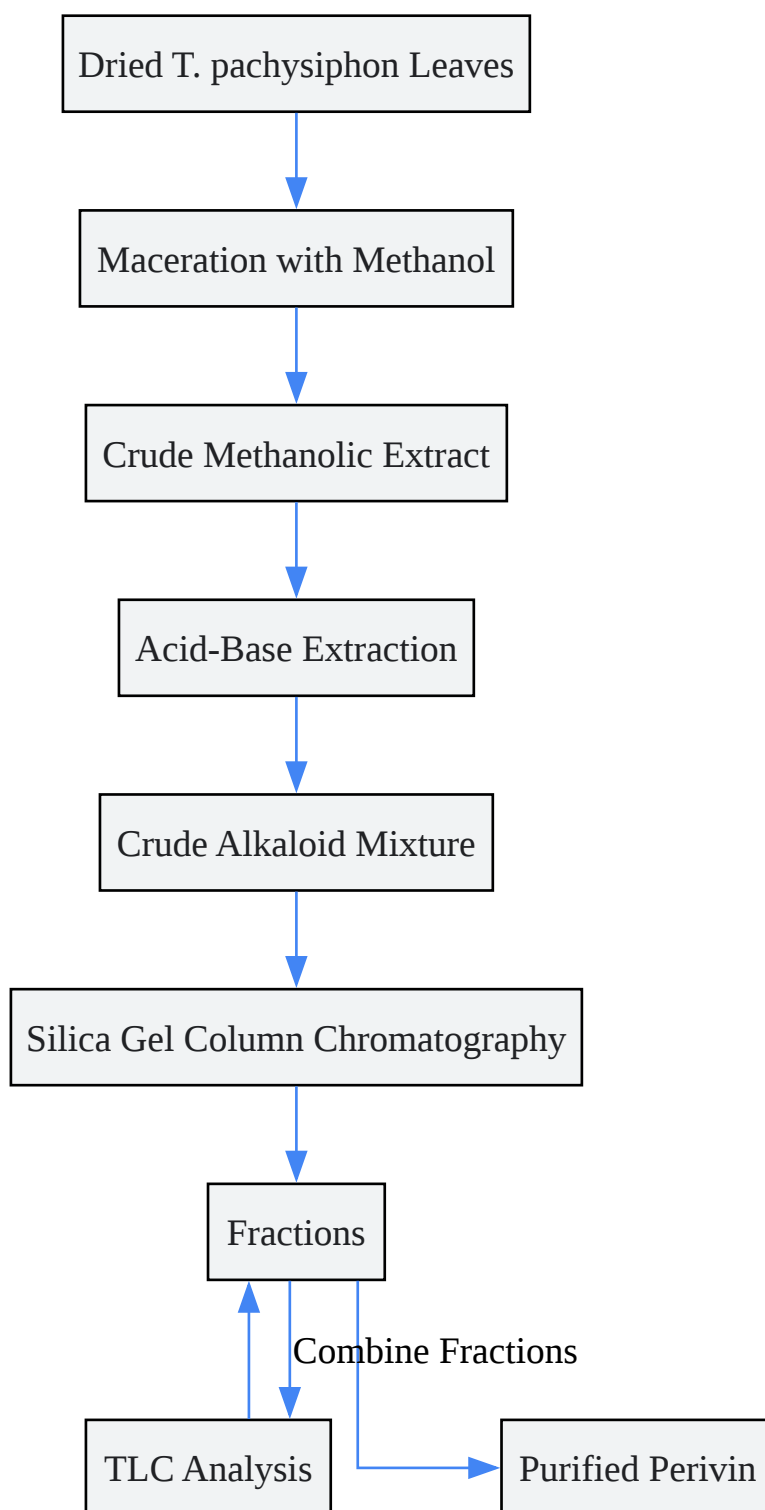 Dried T. pachysiphon Leaves
Maceration with Methanol
Crude Methanolic Extract
Acid-Base Extraction
Crude Alkaloid Mixture
Silica Gel Column Chromatography
Fractions
Combine Fractions
TLC Analysis
Purified Perivin